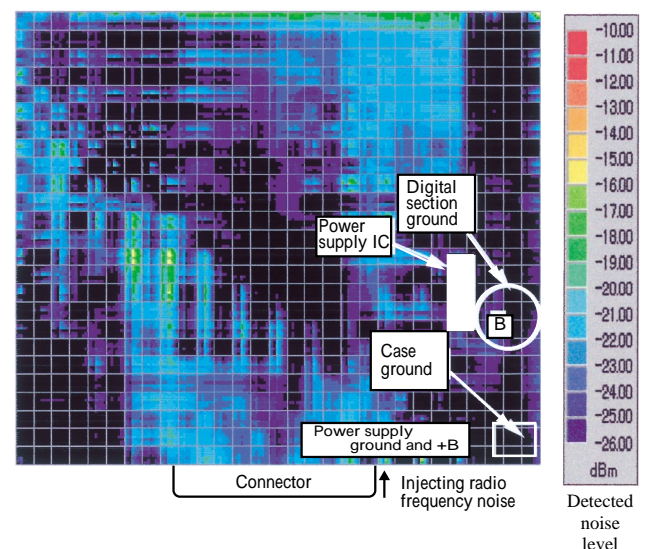 Digital
section
ground
Power
supply IC
B
Case
ground
Power supply
ground and +B
Connector
Injecting radio
frequency noise
-10.00
-11.00
-12.00
-13.00
-14.00
-15.00
-16.00
-17.00
-18.00
-19.00
-20.00
-21.00
-22.00
-23.00
-24.00
-25.00
-26.00
dBm
Detected
noise
level